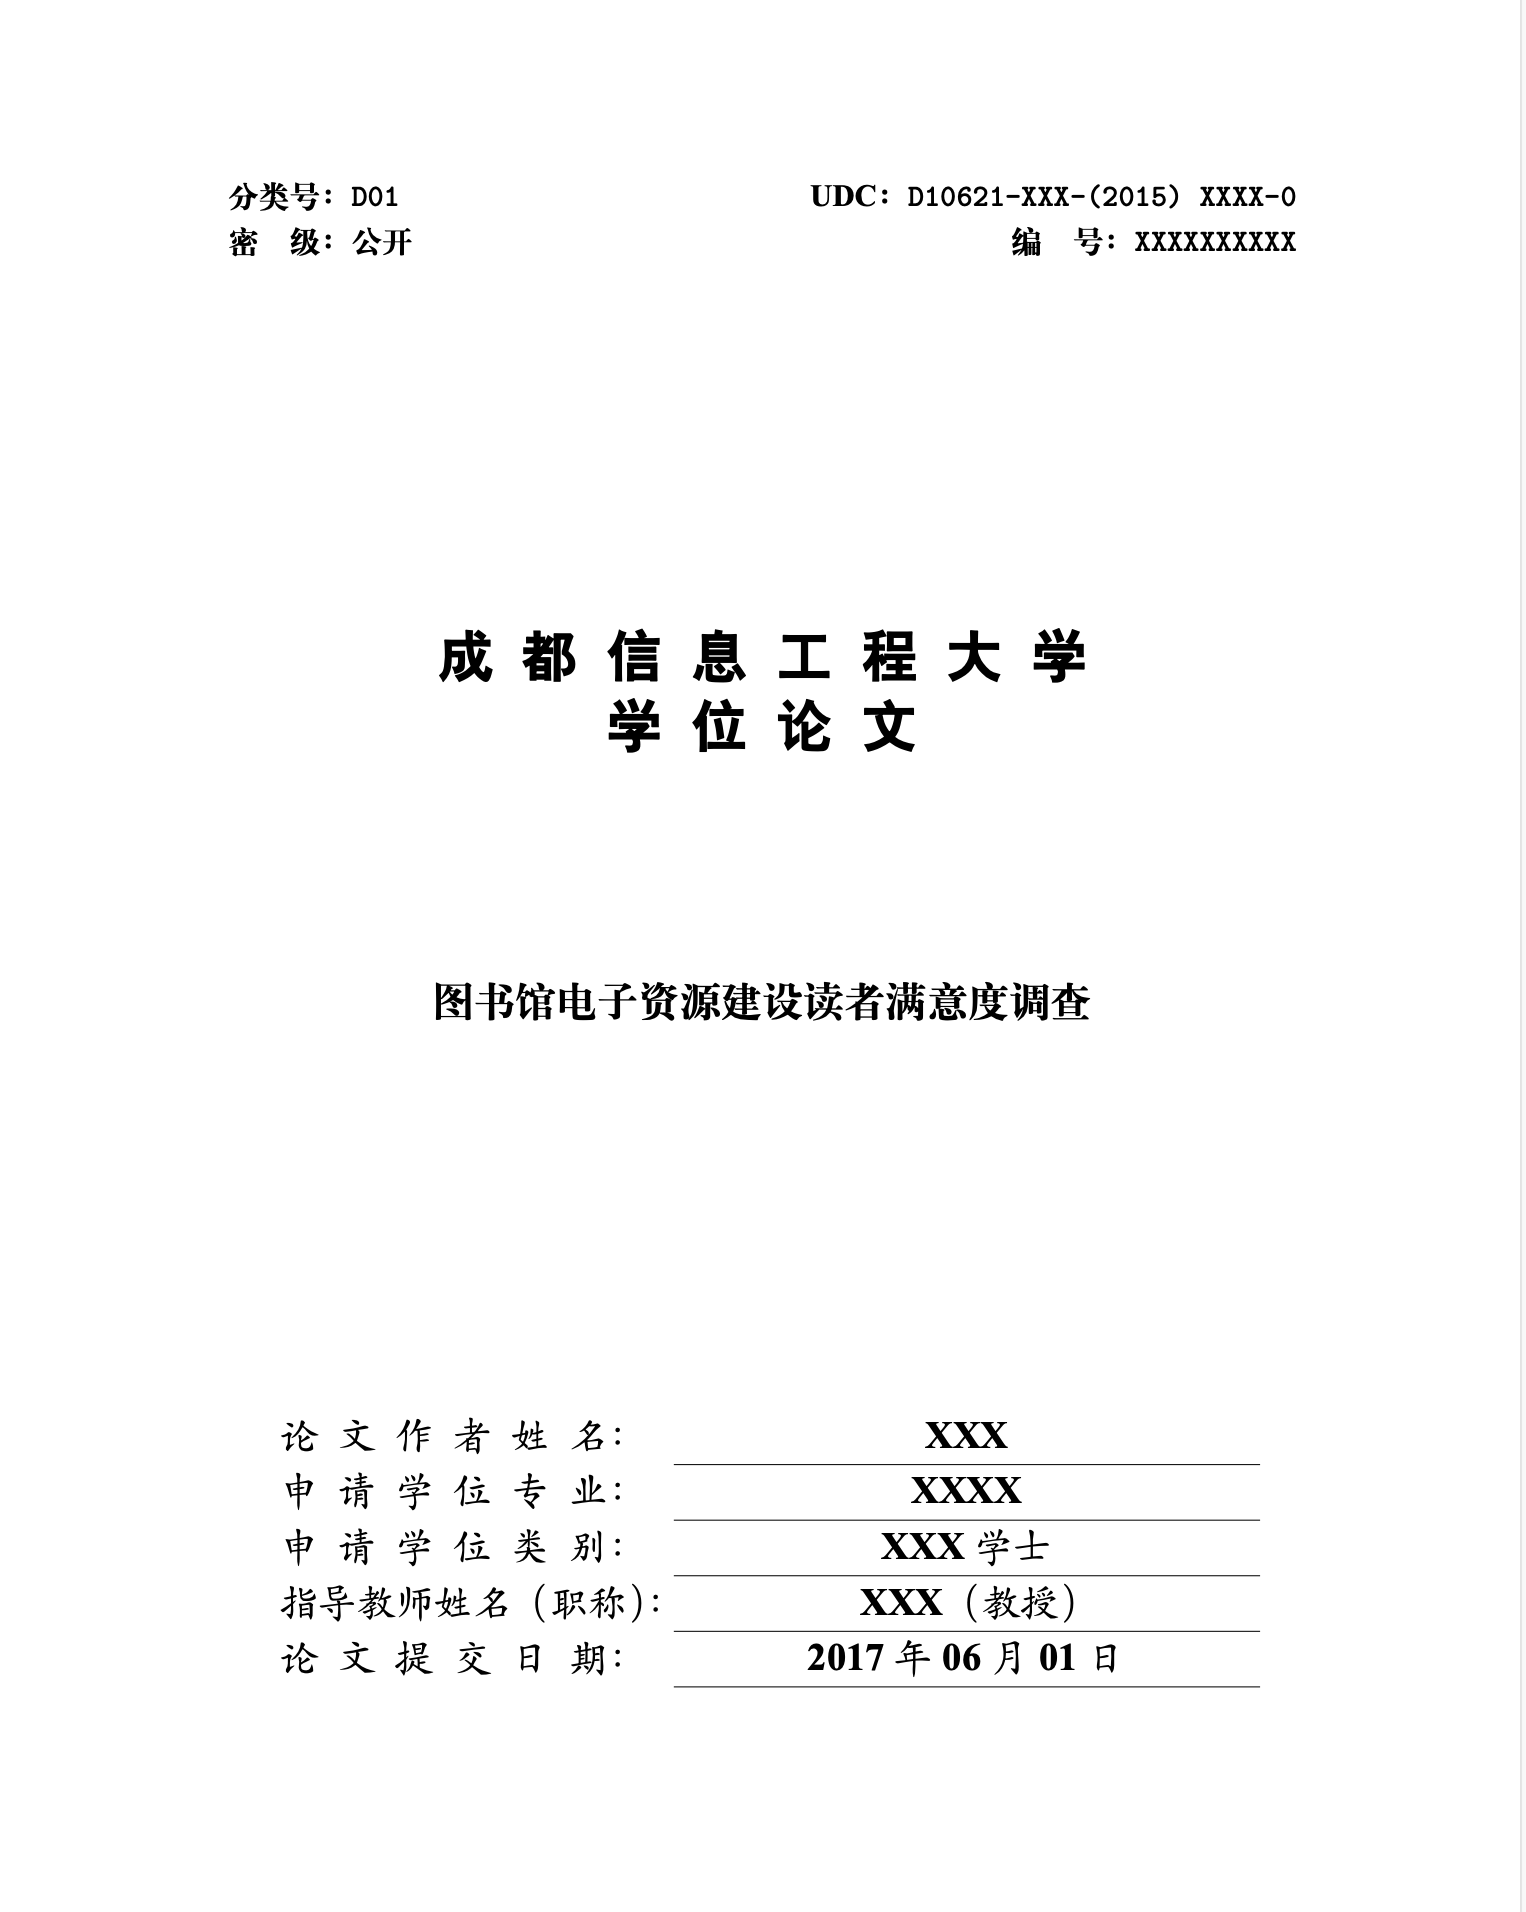 分类号：D01 UDC：D10621-XXX-(2015) XXXX-0
密 级：公开 编 号：XXXXXXXXXX
成 都 信 息 工 程 大 学
学 位 论 文
图书馆电子资源建设读者满意度调查
论 文 作 者 姓 名： XXX
申 请 学 位 专 业： XXXX
申 请 学 位 类 别： XXX 学士
指导教师姓名（职称）： XXX（教授）
论 文 提 交 日 期： 2017 年 06 月 01 日